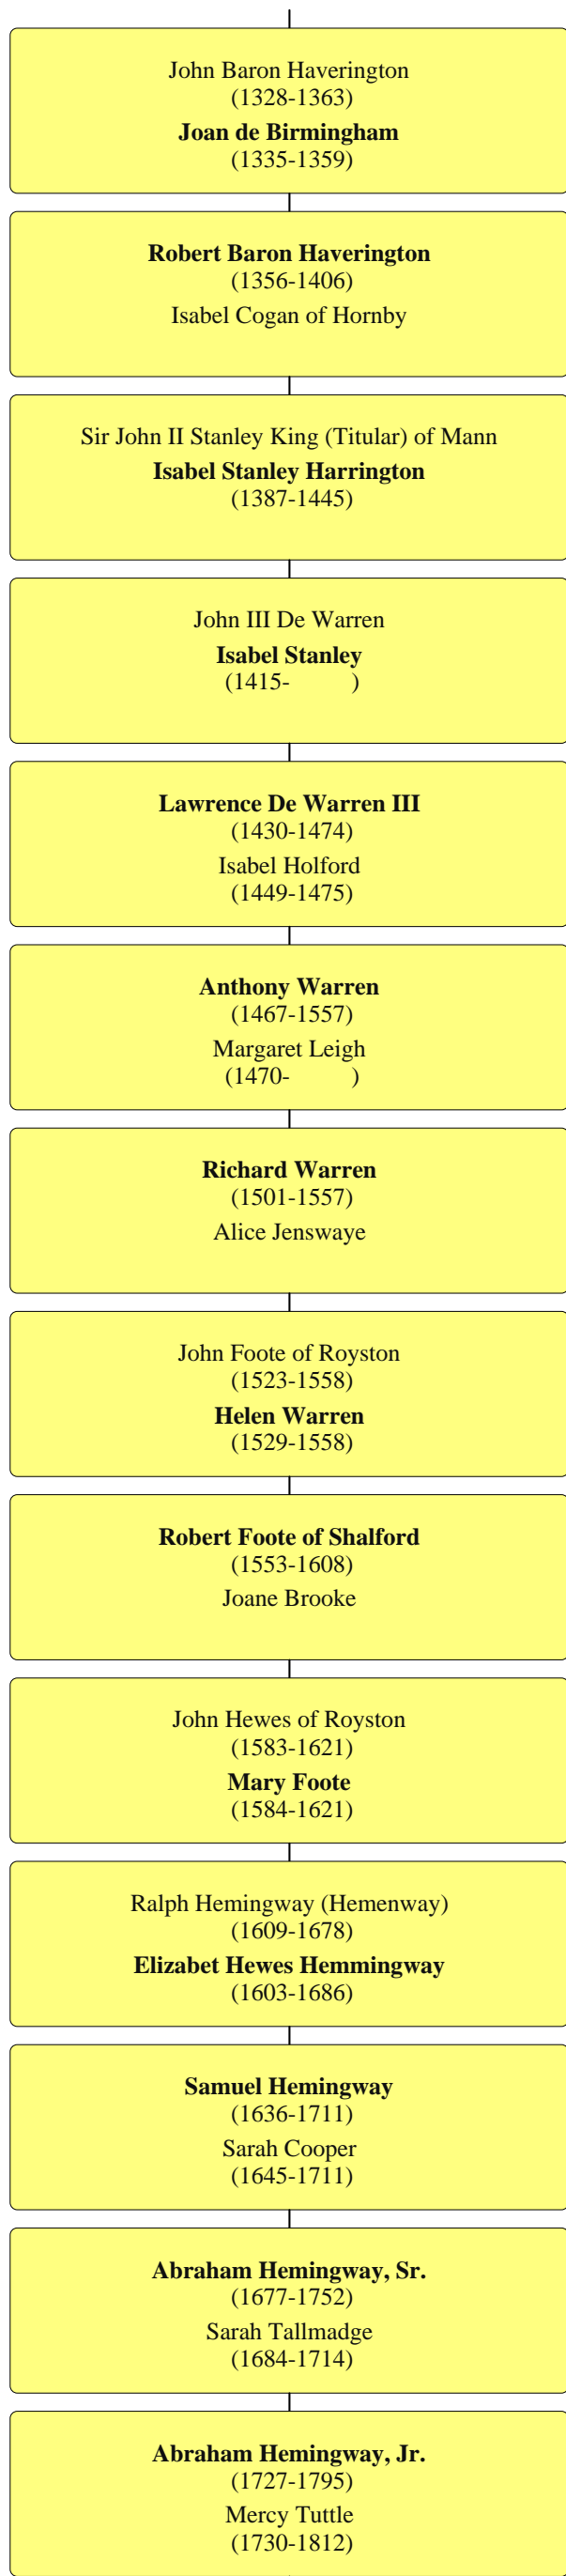 John Baron Haverington
(1328-1363)
Joan de Birmingham
(1335-1359)
Robert Baron Haverington
(1356-1406)
Isabel Cogan of Hornby
Sir John II Stanley King (Titular) of Mann
Isabel Stanley Harrington
(1387-1445)
John III De Warren
Isabel Stanley
(1415- )
Lawrence De Warren III
(1430-1474)
Isabel Holford
(1449-1475)
Anthony Warren
(1467-1557)
Margaret Leigh
(1470- )
Richard Warren
(1501-1557)
Alice Jenswaye
John Foote of Royston
(1523-1558)
Helen Warren
(1529-1558)
Robert Foote of Shalford
(1553-1608)
Joane Brooke
John Hewes of Royston
(1583-1621)
Mary Foote
(1584-1621)
Ralph Hemingway (Hemenway)
(1609-1678)
Elizabet Hewes Hemmingway
(1603-1686)
Samuel Hemingway
(1636-1711)
Sarah Cooper
(1645-1711)
Abraham Hemingway, Sr.
(1677-1752)
Sarah Tallmadge
(1684-1714)
Abraham Hemingway, Jr.
(1727-1795)
Mercy Tuttle
(1730-1812)